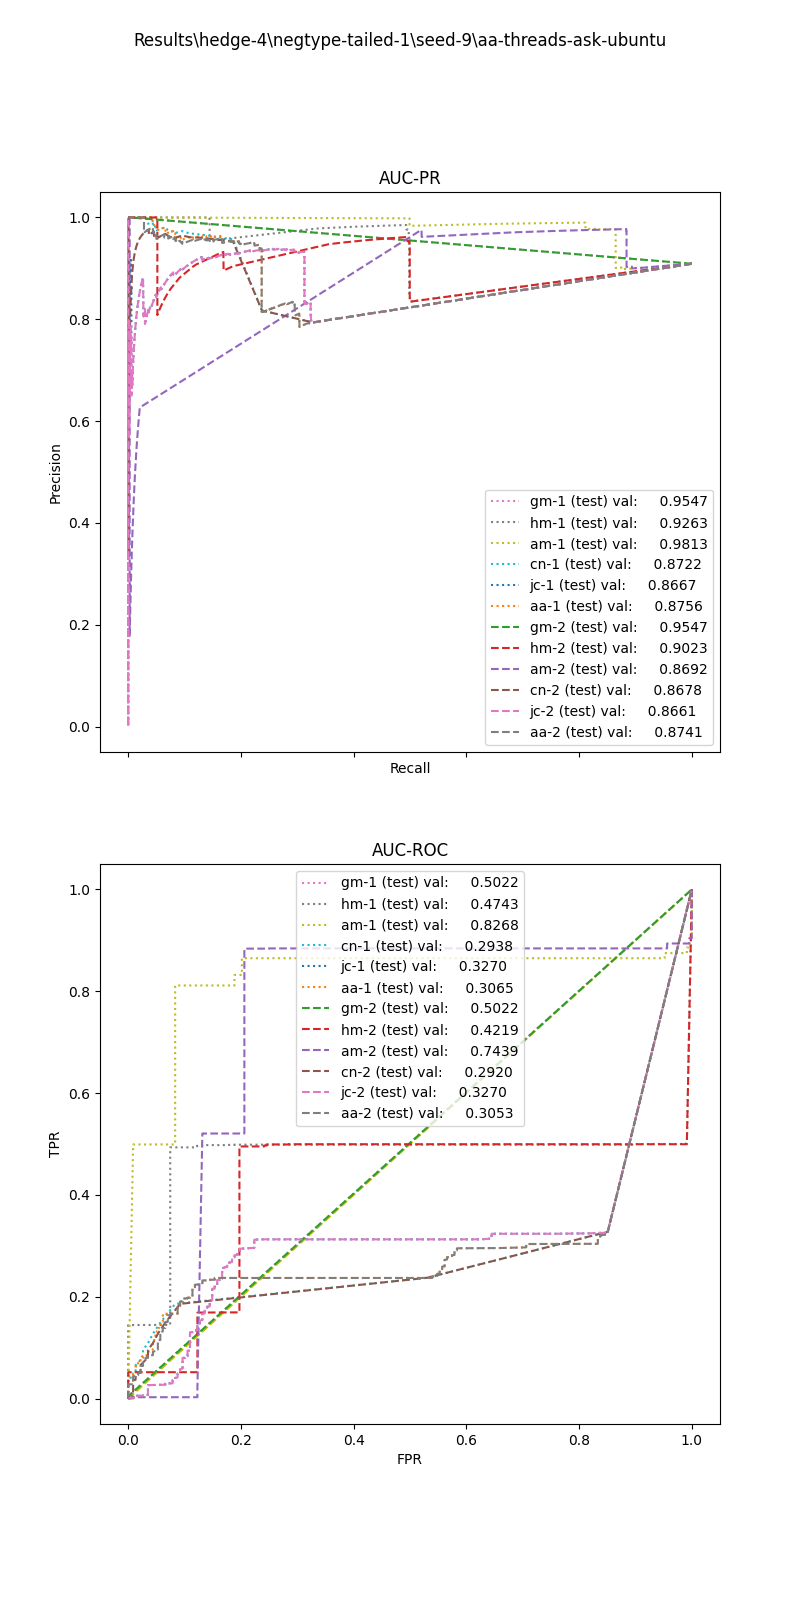 Results\hedge-4\negtype-tailed-1\seed-9\aa-threads-ask-ubuntu
AUC-PR
1.0
0.8
0.6
0.4
0.2
0.0
Precision
gm-1 (test) val: 0.9547
hm-1 (test) val: 0.9263
am-1 (test) val: 0.9813
cn-1 (test) val: 0.8722
jc-1 (test) val: 0.8667
aa-1 (test) val: 0.8756
gm-2 (test) val: 0.9547
hm-2 (test) val: 0.9023
am-2 (test) val: 0.8692
cn-2 (test) val: 0.8678
jc-2 (test) val: 0.8661
aa-2 (test) val: 0.8741
Recall
AUC-ROC
1.0
0.8
0.6
0.4
0.2
0.0
TPR
gm-1 (test) val: 0.5022
hm-1 (test) val: 0.4743
am-1 (test) val: 0.8268
cn-1 (test) val: 0.2938
jc-1 (test) val: 0.3270
aa-1 (test) val: 0.3065
gm-2 (test) val: 0.5022
hm-2 (test) val: 0.4219
am-2 (test) val: 0.7439
cn-2 (test) val: 0.2920
jc-2 (test) val: 0.3270
aa-2 (test) val: 0.3053
0.0 0.2 0.4 0.6 0.8 1.0
FPR